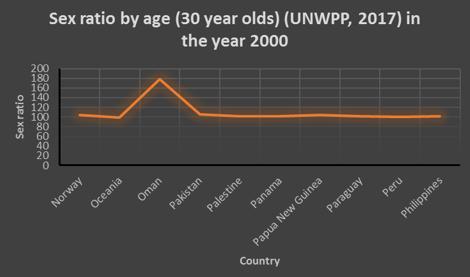 Sex ratio by age (30 year olds) (UNWPP, 2017) in
the year 2000
200
180
160
140
120
100
80
60
40
20
0
Sex ratio
Norway
Oceania
Oman
Pakistan
Palestine
Panama
Papua New Guinea
Paraguay
Peru
Philippines
Country